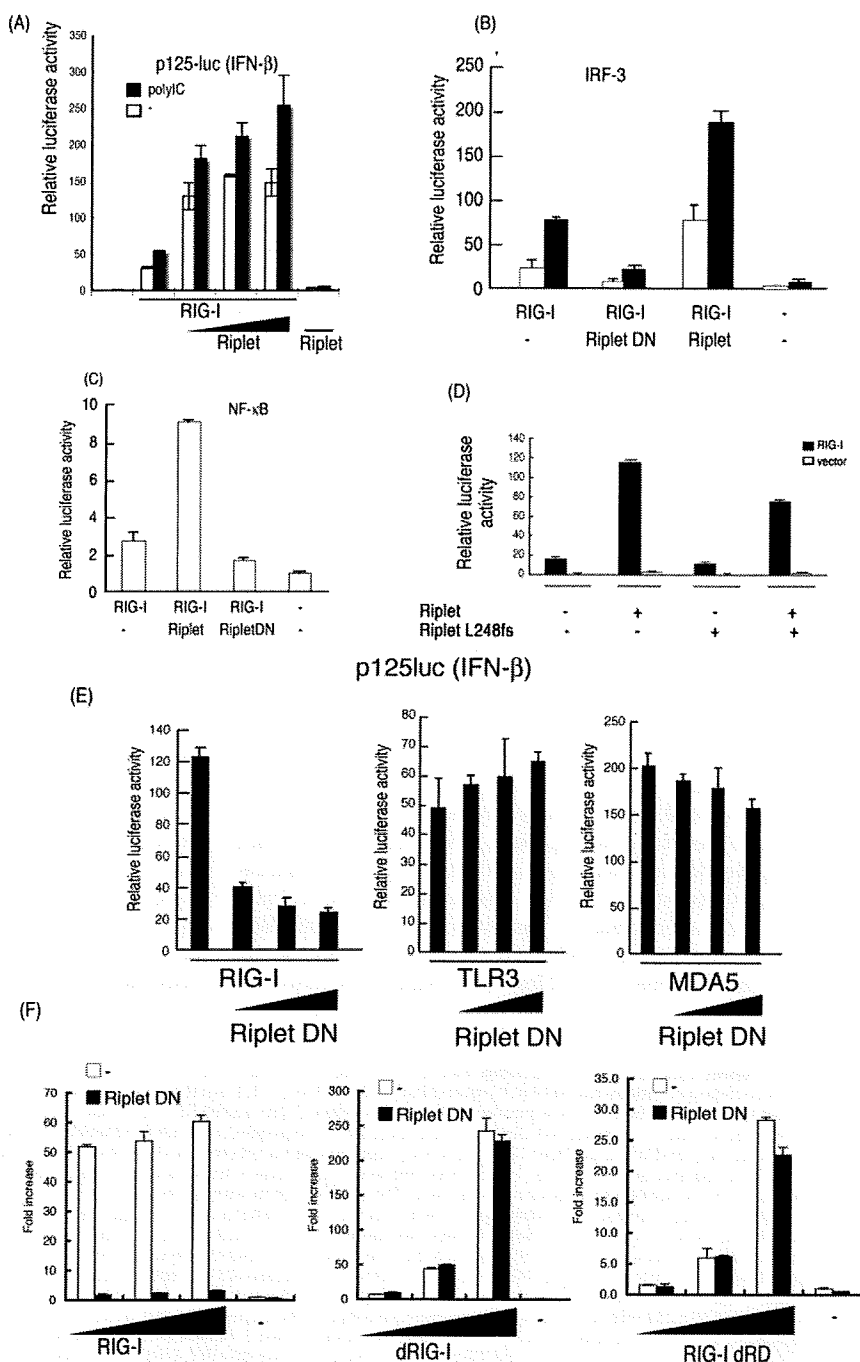 (A)
p125-luc (IFN-β)
polyIC
-
Relative luciferase activity
350
300
250
200
150
100
50
0
RIG-I
Riplet
Riplet
(B)
IRF-3
Relative luciferase activity
250
200
150
100
50
0
RIG-I RIG-I RIG-I -
- Riplet DN Riplet -
(C)
NF-κB
Relative luciferase activity
10
8
6
4
2
0
RIG-I RIG-I RIG-I -
- Riplet RipletDN -
(D)
RIG-I
vector
Relative luciferase
activity
140
120
100
80
60
40
20
0
Riplet - + - +
Riplet L248fs - - + +
p125luc (IFN-β)
(E)
Relative luciferase activity
140
120
100
80
60
40
20
0
RIG-I
Riplet DN
Relative luciferase activity
80
70
60
50
40
30
20
10
0
TLR3
Riplet DN
Relative luciferase activity
250
200
150
100
50
0
MDA5
Riplet DN
(F)
-
Riplet DN
Fold increase
70
60
50
40
30
20
10
0
RIG-I
-
-
Riplet DN
Fold increase
300
250
200
150
100
50
0
dRIG-I
-
-
Riplet DN
Fold increase
35.0
30.0
25.0
20.0
15.0
10.0
5.0
0.0
RIG-I dRD
-